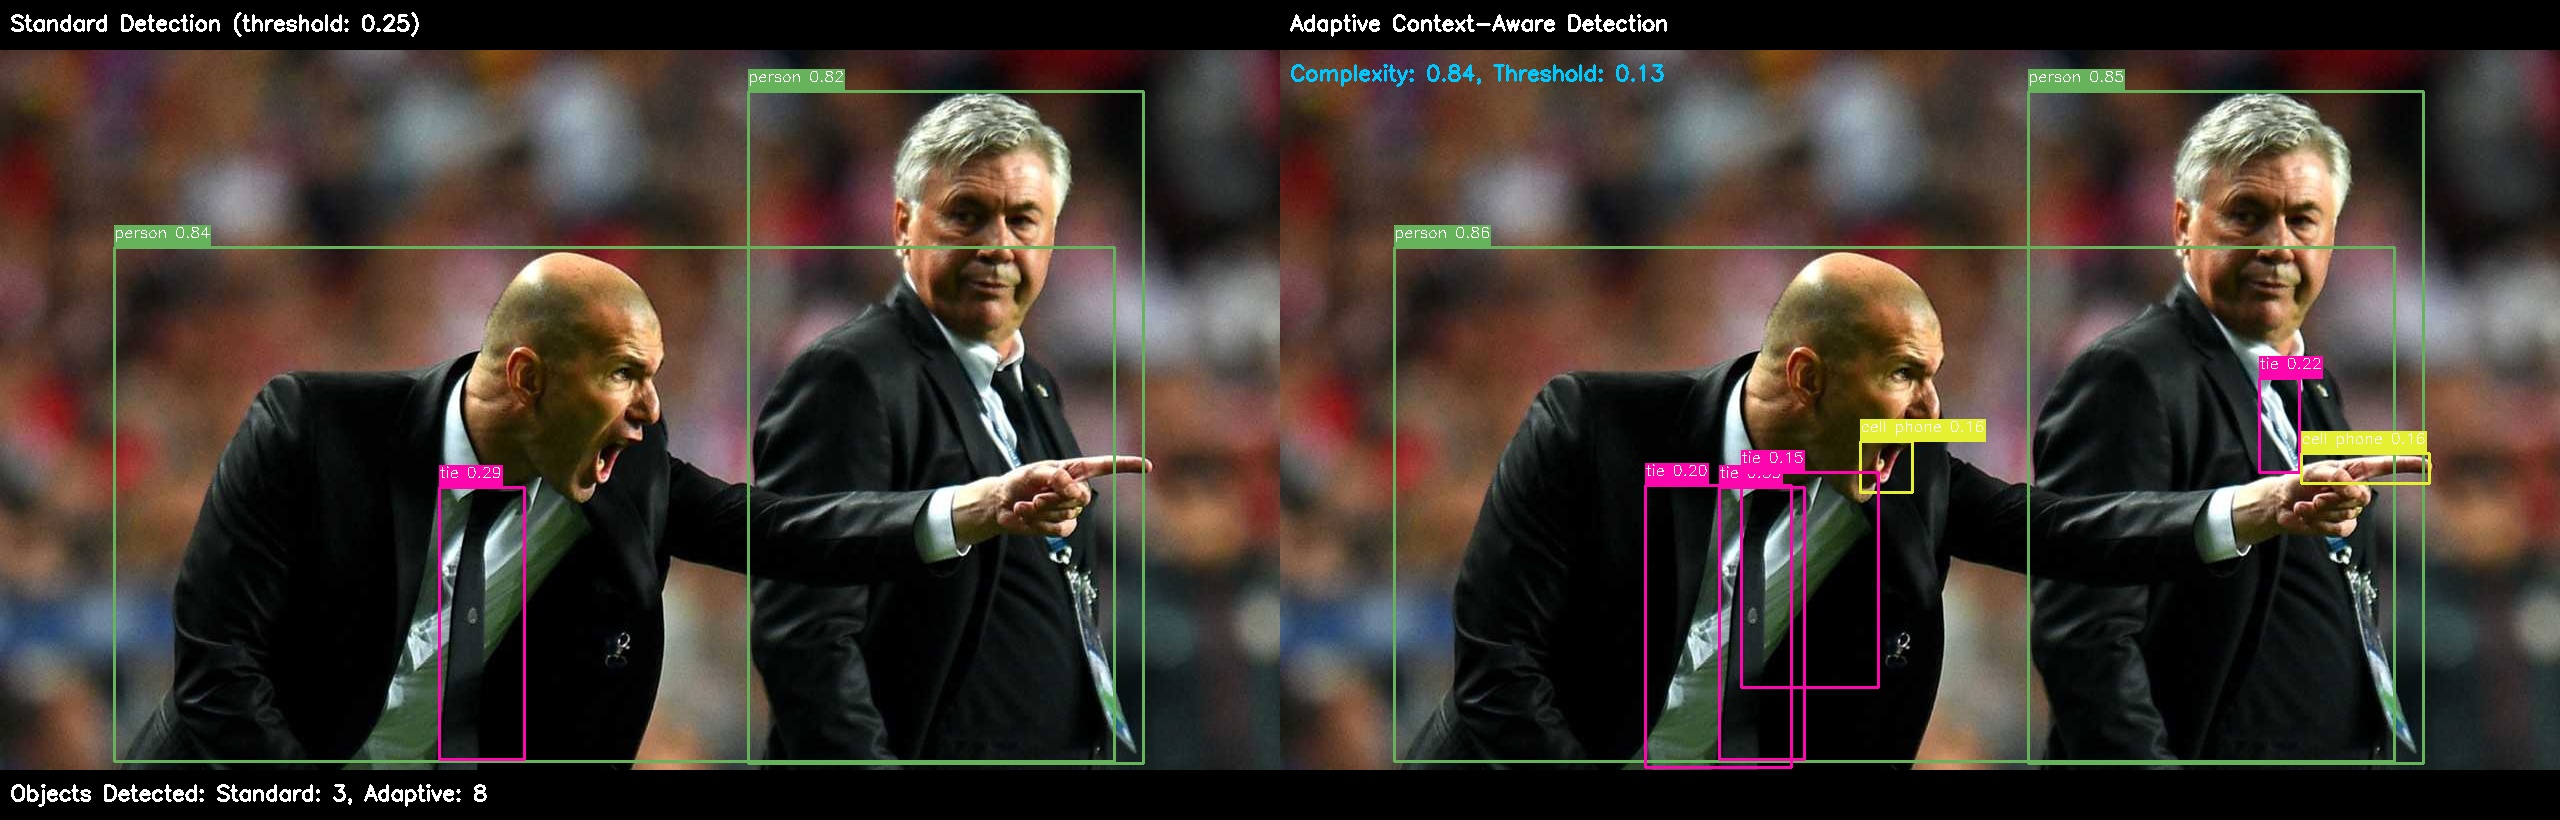 Standard Detection (threshold: 0.25)
Adaptive Context-Aware Detection
Complexity: 0.84, Threshold: 0.13
person 0.82
person 0.85
person 0.84
person 0.86
tie 0.22
cell phone 0.16
cell phone 0.16
tie 0.29
tie 0.20
tie
tie 0.15
Objects Detected: Standard: 3, Adaptive: 8